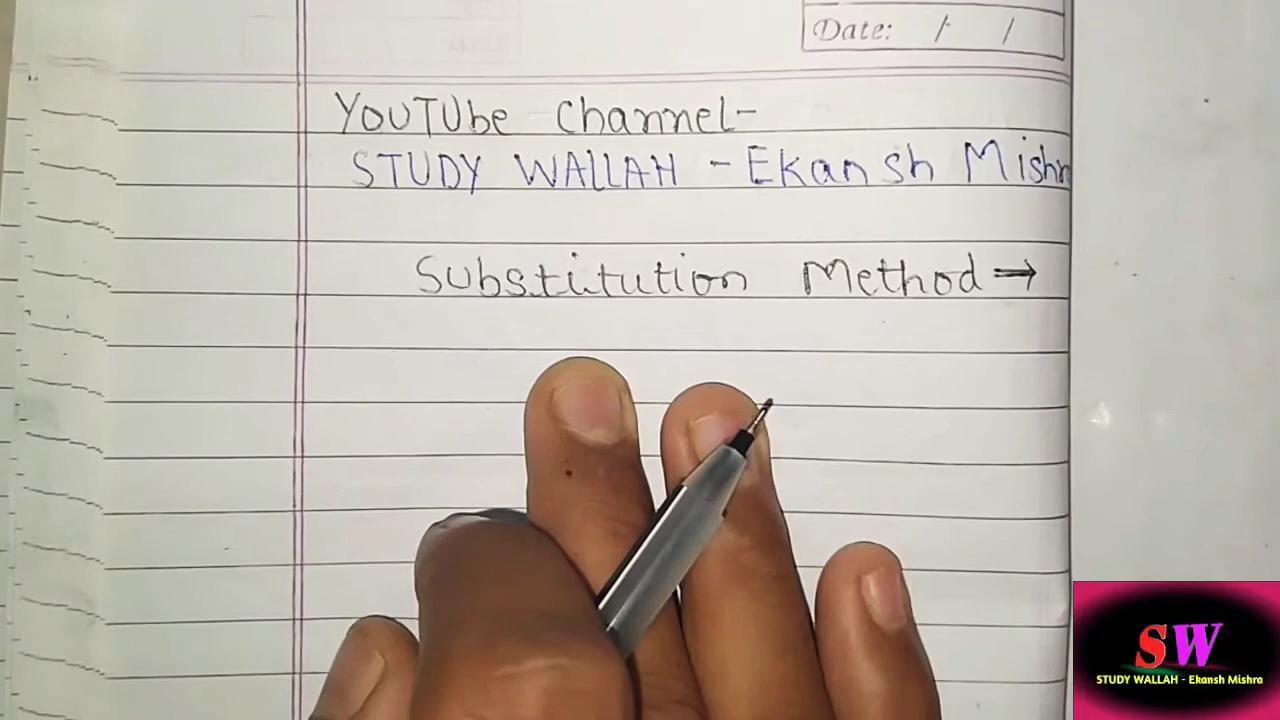 Date: / /
YouTUbe Channel-
STUDY WALLAH - Ekansh Mishr
Substitution Method →
SW
STUDY WALLAH - Ekansh Mishra